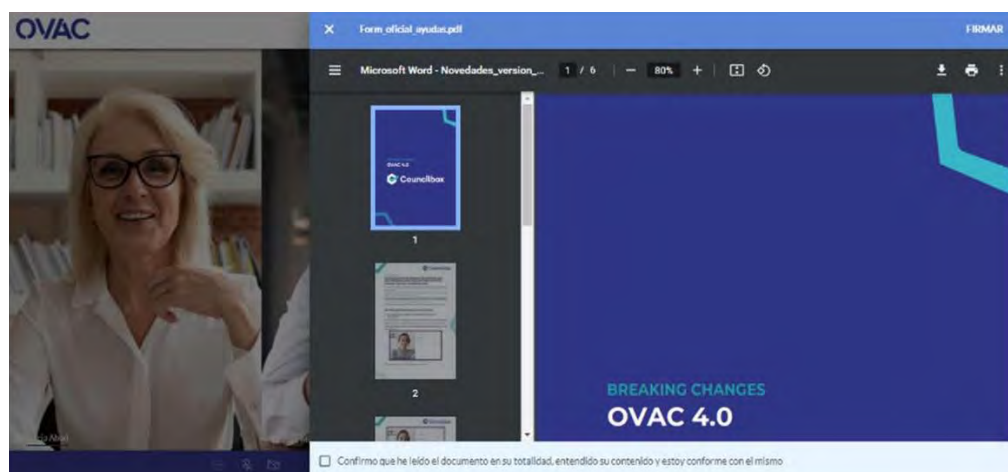 OVAC
Form_oficial_ayudas.pdf
FIRMAR
Microsoft Word - Novedades_version_...
1 / 6
80%
OVAC 4.0
Councilbox
1
2
BREAKING CHANGES
OVAC 4.0
Confirmo que he leído el documento en su totalidad, entendido su contenido y estoy conforme con el mismo